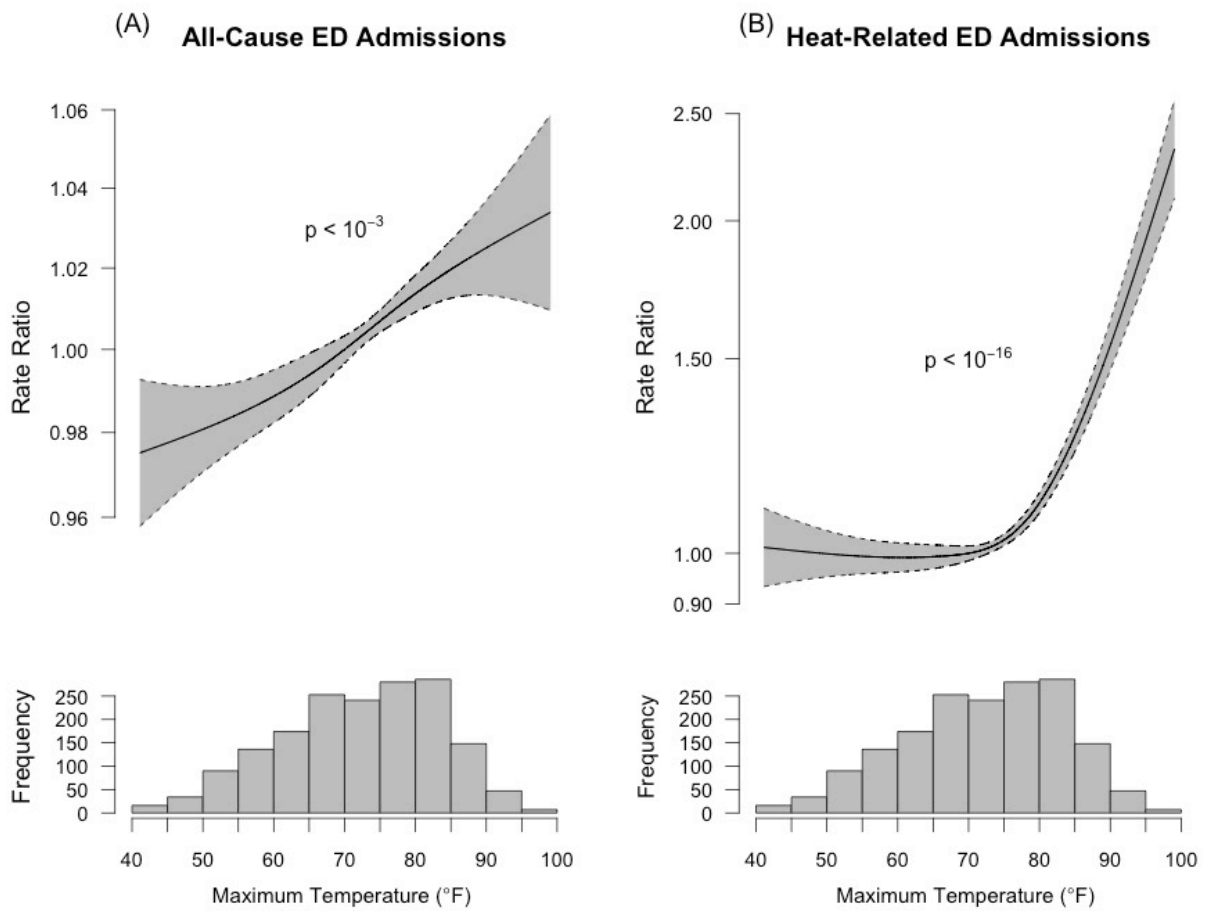 (A)
All-Cause ED Admissions
1.06
1.04
1.02
1.00
0.98
0.96
Rate Ratio
p < 10⁻³
250
200
150
100
50
0
Frequency
40 50 60 70 80 90 100
Maximum Temperature (°F)
(B)
Heat-Related ED Admissions
2.50
2.00
1.50
1.00
0.90
Rate Ratio
p < 10⁻¹⁶
250
200
150
100
50
0
Frequency
40 50 60 70 80 90 100
Maximum Temperature (°F)